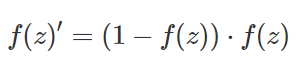 f(z)′ = (1 − f(z)) · f(z)